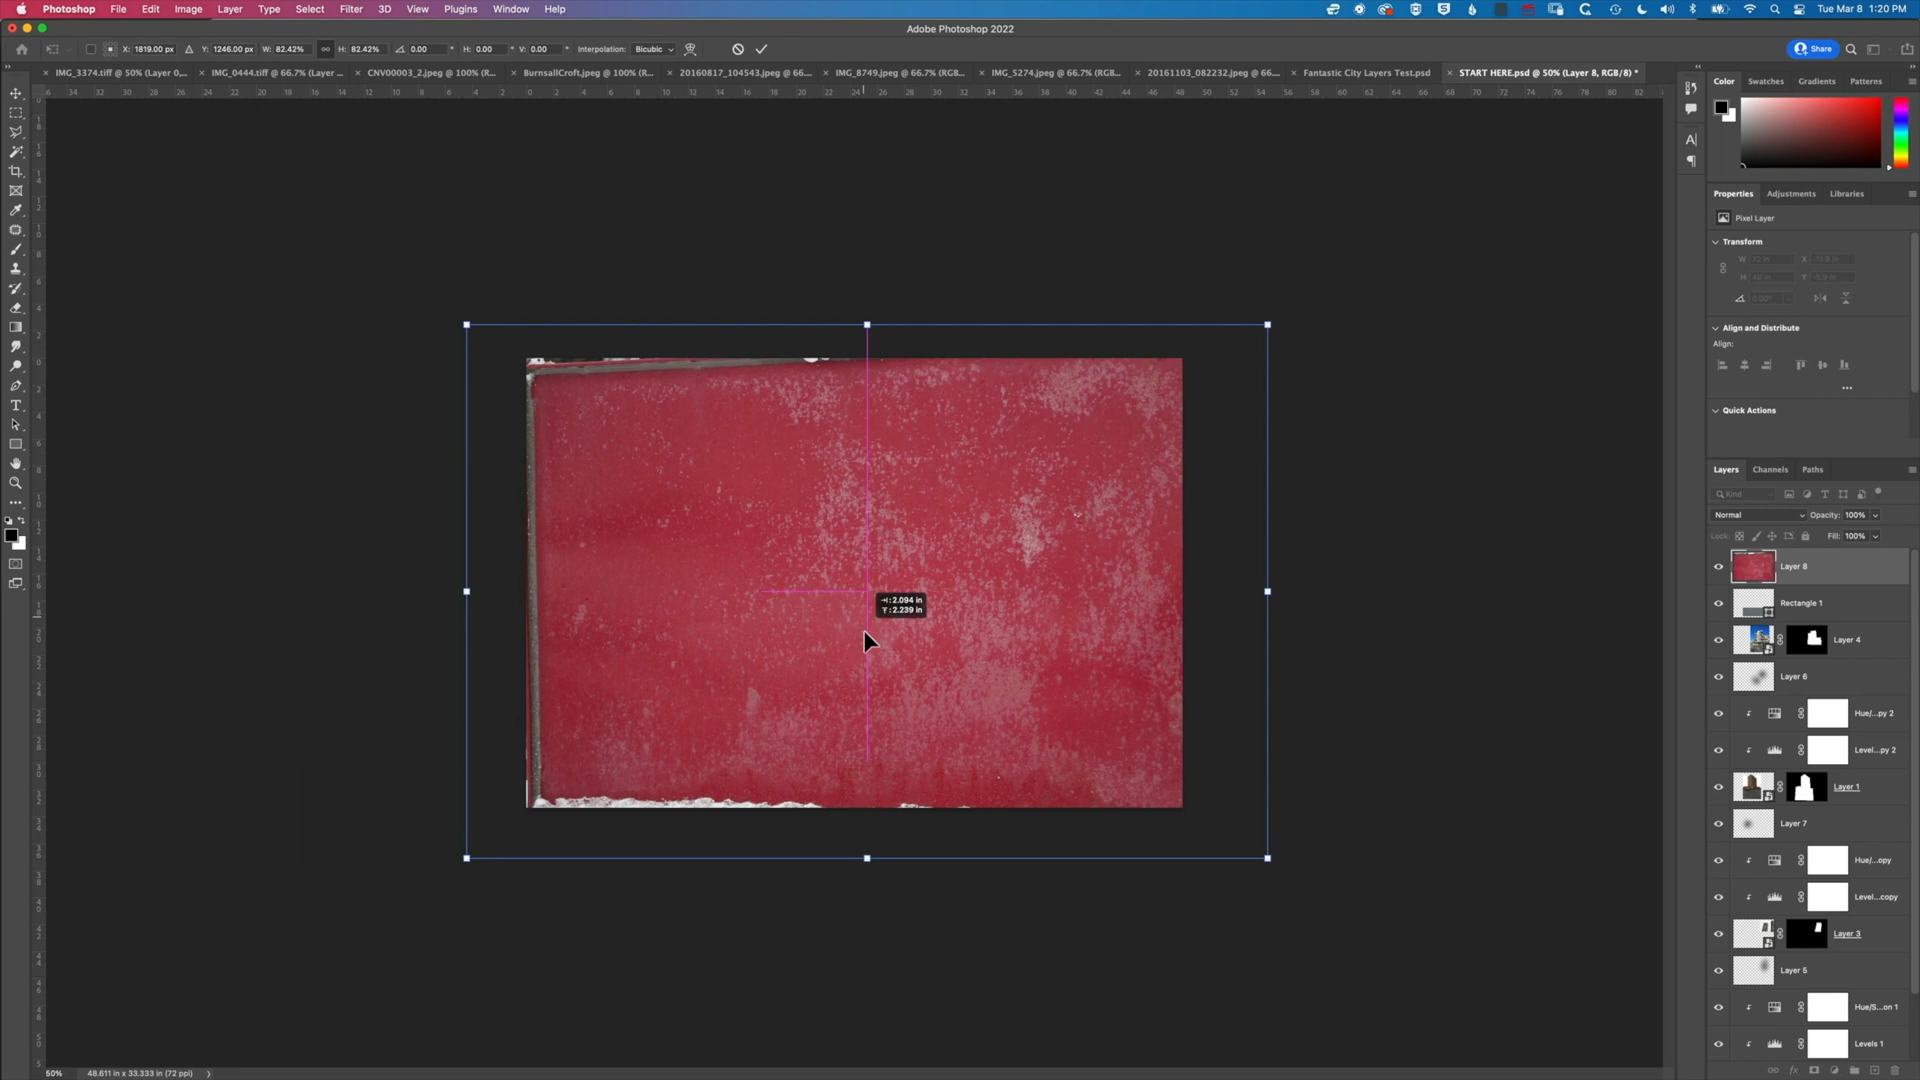 Photoshop File Edit Image Layer Type Select Filter 3D View Plugins Window Help Tue Mar 8 1:20 PM
Adobe Photoshop 2022
X: 1819.00 px Y: 1246.00 px W: 82.42% H: 82.42% 0.00 ° H: 0.00 ° V: 0.00 ° Interpolation: Bicubic Share
IMG_3374.tiff @ 50% (Layer 0,... IMG_0444.tiff @ 66.7% (Layer ... CNV00003_2.jpeg @ 100% (R... BurnsallCroft.jpeg @ 100% (R... 20160817_104543.jpeg @ 66.... IMG_8749.jpeg @ 66.7% (RGB... IMG_5274.jpeg @ 66.7% (RGB... 20161103_082232.jpeg @ 66.... Fantastic City Layers Test.psd START HERE.psd @ 50% (Layer 8, RGB/8) *
Color Swatches Gradients Patterns
Properties Adjustments Libraries
Pixel Layer
Transform
W 72 in
H 48 in
0.00°
Align and Distribute
Align:
Quick Actions
Layers Channels Paths
Kind
Normal Opacity: 100%
Lock: Fill: 100%
Layer 8
Rectangle 1
Layer 4
Layer 6
Hue/...py 2
Level...py 2
Layer 1
Layer 7
Hue/...opy
Level...copy
Layer 3
Layer 5
Hue/S...on 1
Levels 1
: 2.094 in
: 2.239 in
50% 48.611 in x 33.333 in (72 ppi)